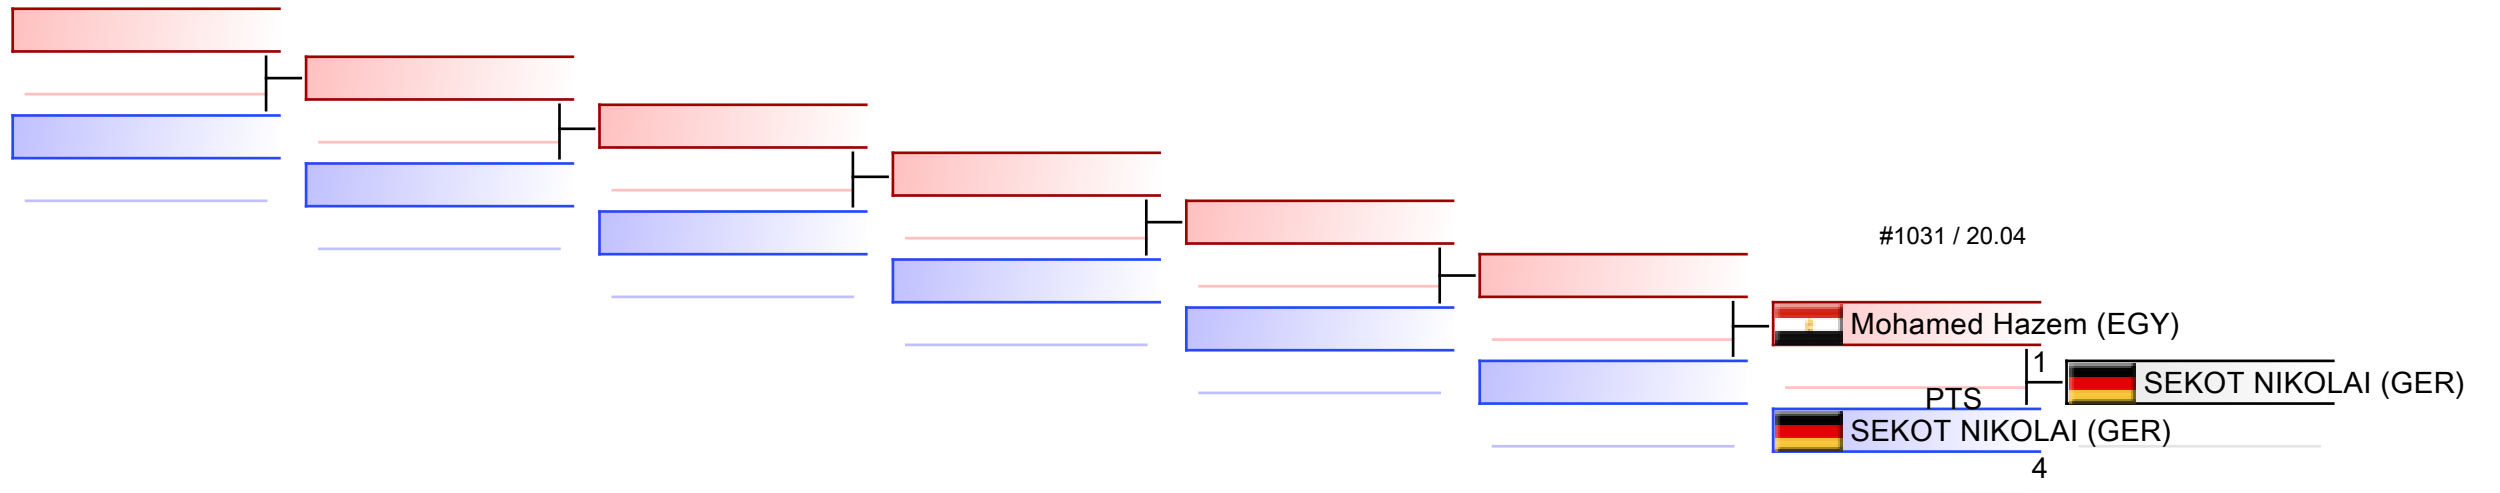 #1031 / 20.04
Mohamed Hazem (EGY)
1
SEKOT NIKOLAI (GER)
PTS
SEKOT NIKOLAI (GER)
4